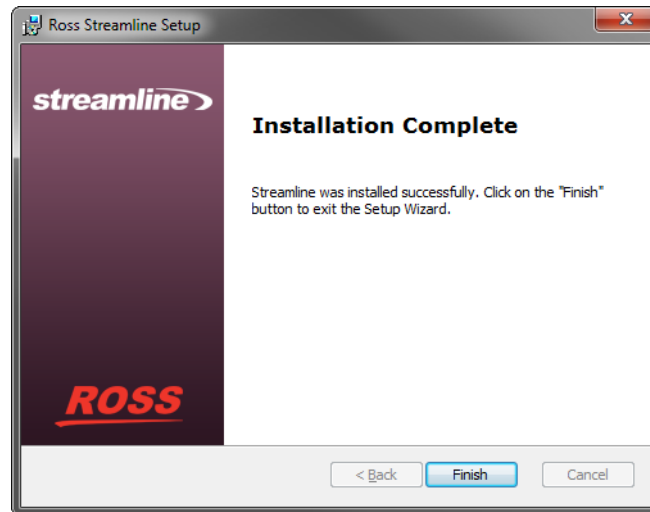 Ross Streamline Setup
streamline
Installation Complete
Streamline was installed successfully. Click on the "Finish"
button to exit the Setup Wizard.
ROSS
< Back
Finish
Cancel